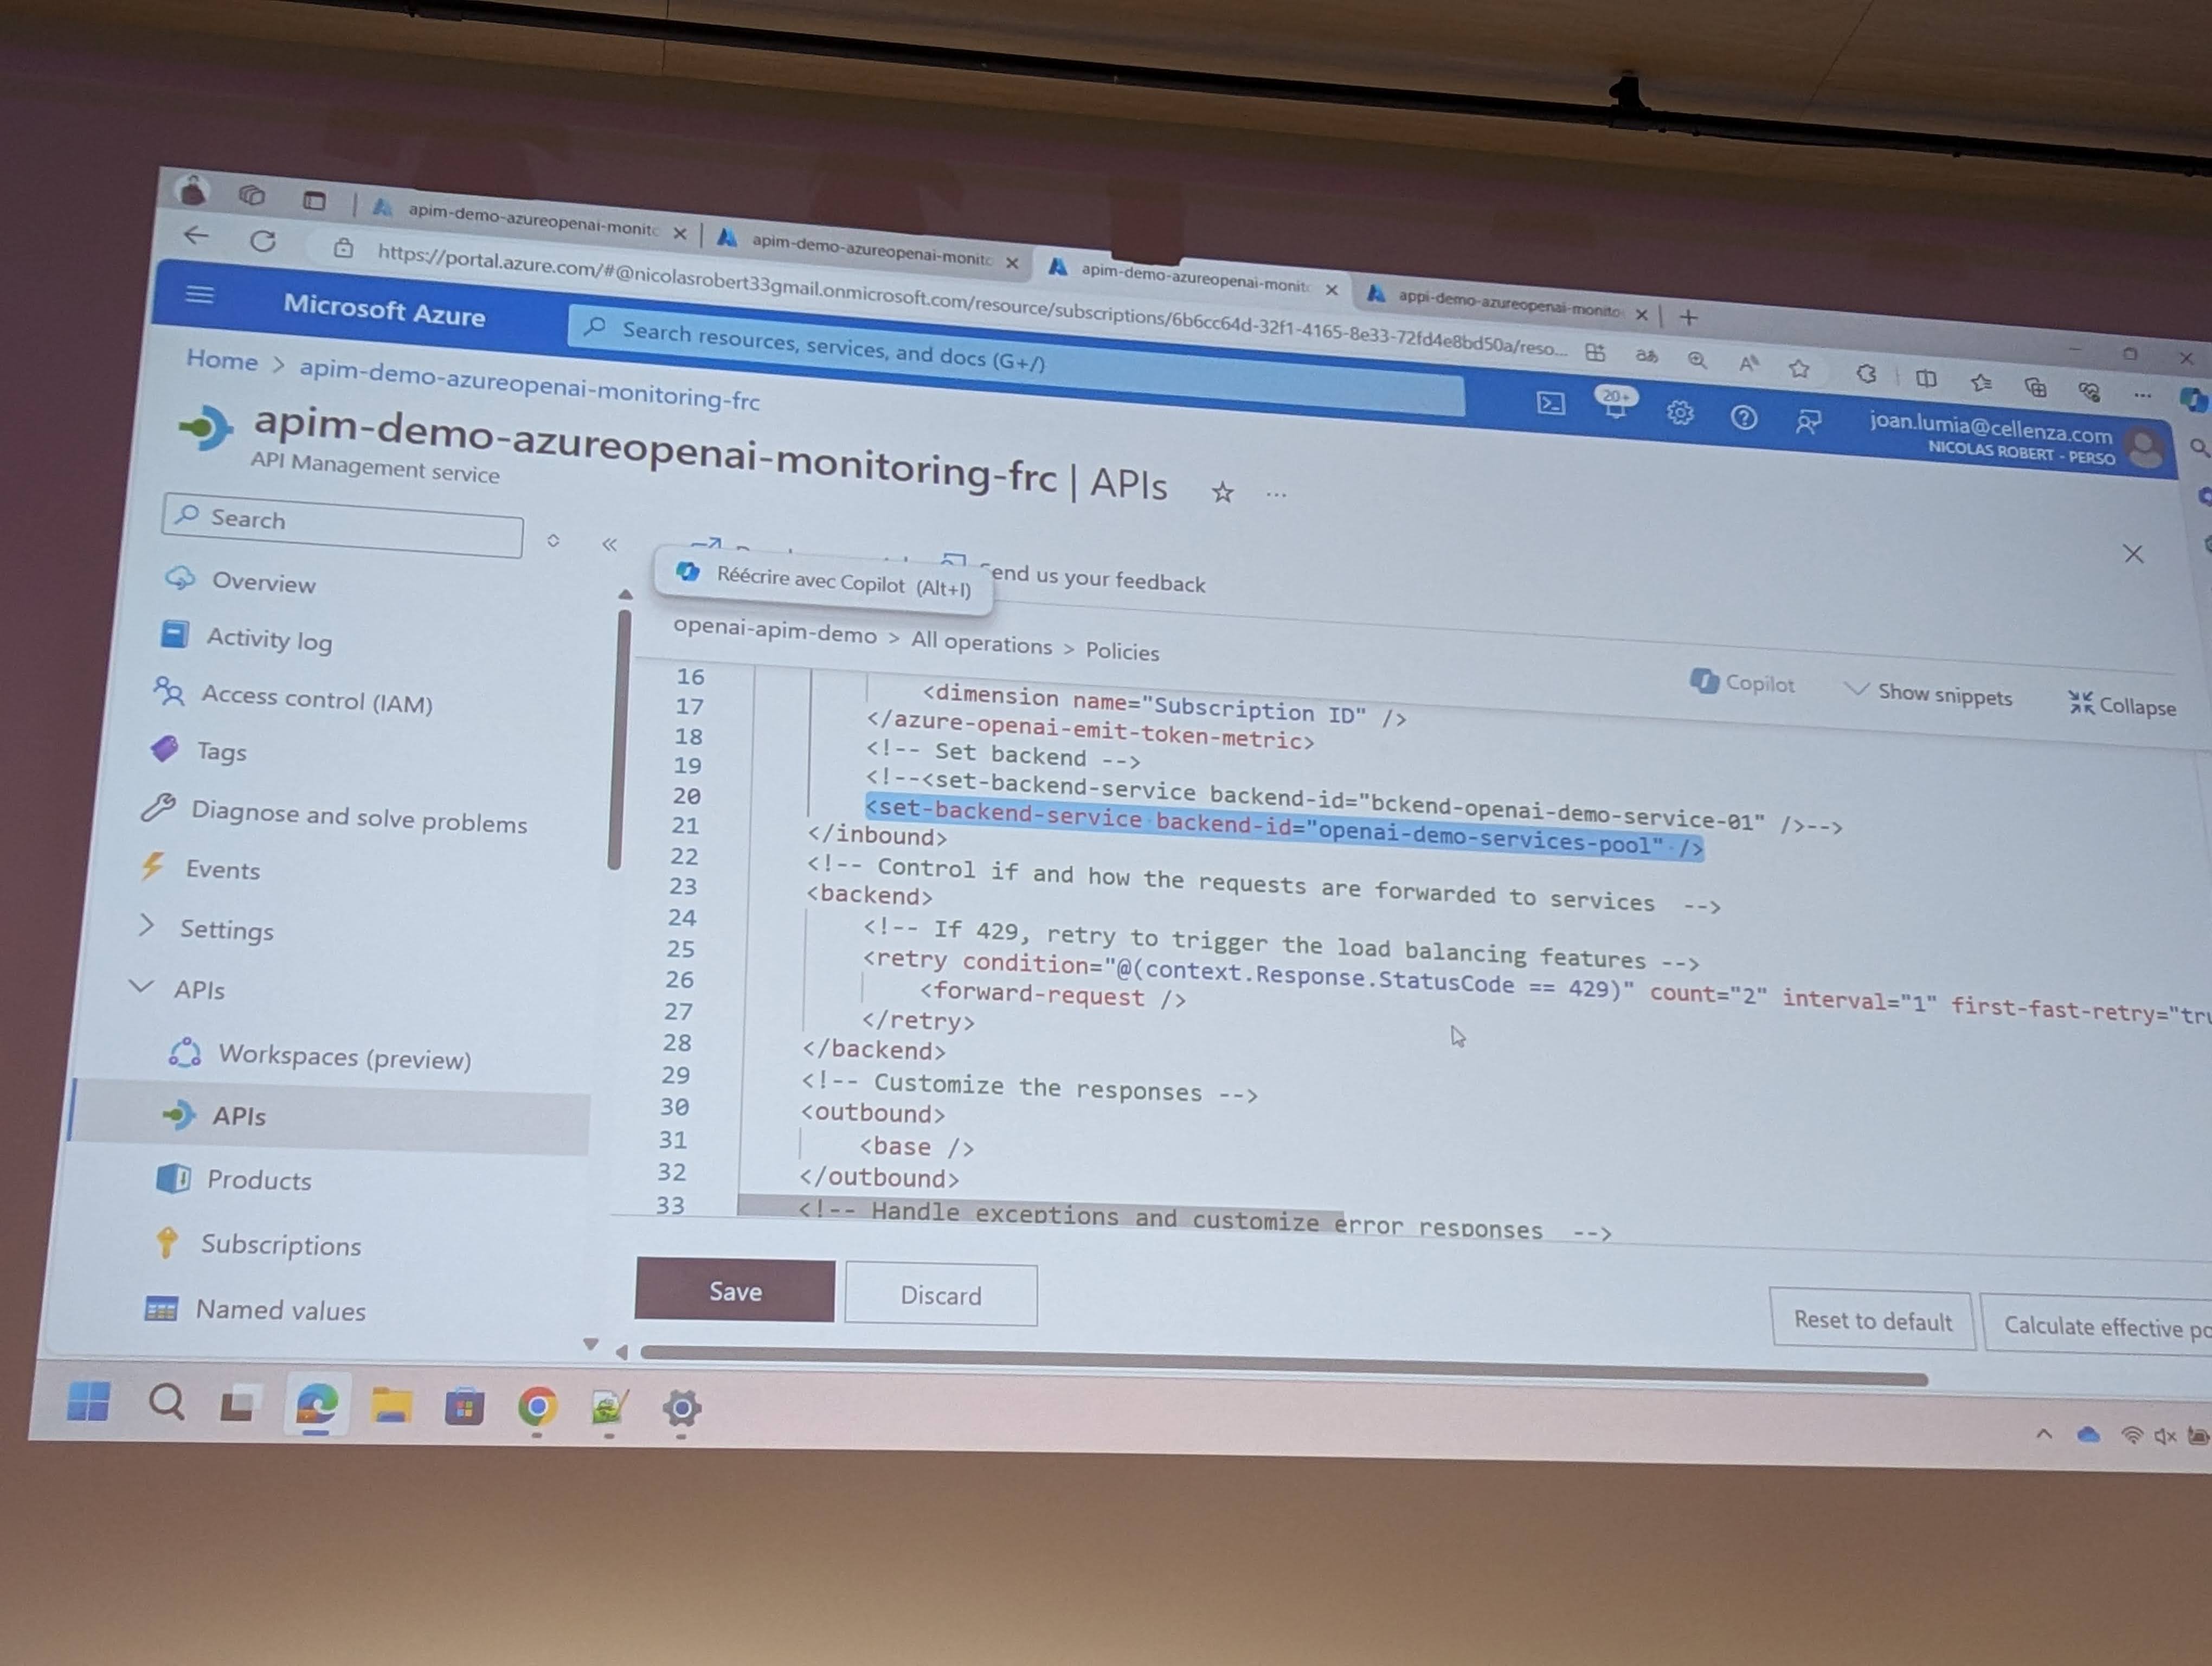 apim-demo-azureopenai-monito
apim-demo-azureopenai-monito
apim-demo-azureopenai-monito
appi-demo-azureopenai-monito
https://portal.azure.com/#@nicolasrobert33gmail.onmicrosoft.com/resource/subscriptions/6b6cc64d-32f1-4165-8e33-72fd4e8bd50a/reso...
Microsoft Azure
Search resources, services, and docs (G+/)
20+
joan.lumia@cellenza.com
NICOLAS ROBERT - PERSO
Home > apim-demo-azureopenai-monitoring-frc
apim-demo-azureopenai-monitoring-frc | APIs
API Management service
Search
Overview
Activity log
Access control (IAM)
Tags
Diagnose and solve problems
Events
Settings
APIs
Workspaces (preview)
APIs
Products
Subscriptions
Named values
Réécrire avec Copilot (Alt+I)
end us your feedback
openai-apim-demo > All operations > Policies
Copilot
Show snippets
Collapse
16 <dimension name="Subscription ID" />
17 </azure-openai-emit-token-metric>
18 <!-- Set backend -->
19 <!--<set-backend-service backend-id="bckend-openai-demo-service-01" />-->
20 <set-backend-service backend-id="openai-demo-services-pool" />
21 </inbound>
22 <!-- Control if and how the requests are forwarded to services -->
23 <backend>
24 <!-- If 429, retry to trigger the load balancing features -->
25 <retry condition="@(context.Response.StatusCode == 429)" count="2" interval="1" first-fast-retry="tru
26 <forward-request />
27 </retry>
28 </backend>
29 <!-- Customize the responses -->
30 <outbound>
31 <base />
32 </outbound>
33 <!-- Handle exceptions and customize error responses -->
Save
Discard
Reset to default
Calculate effective po